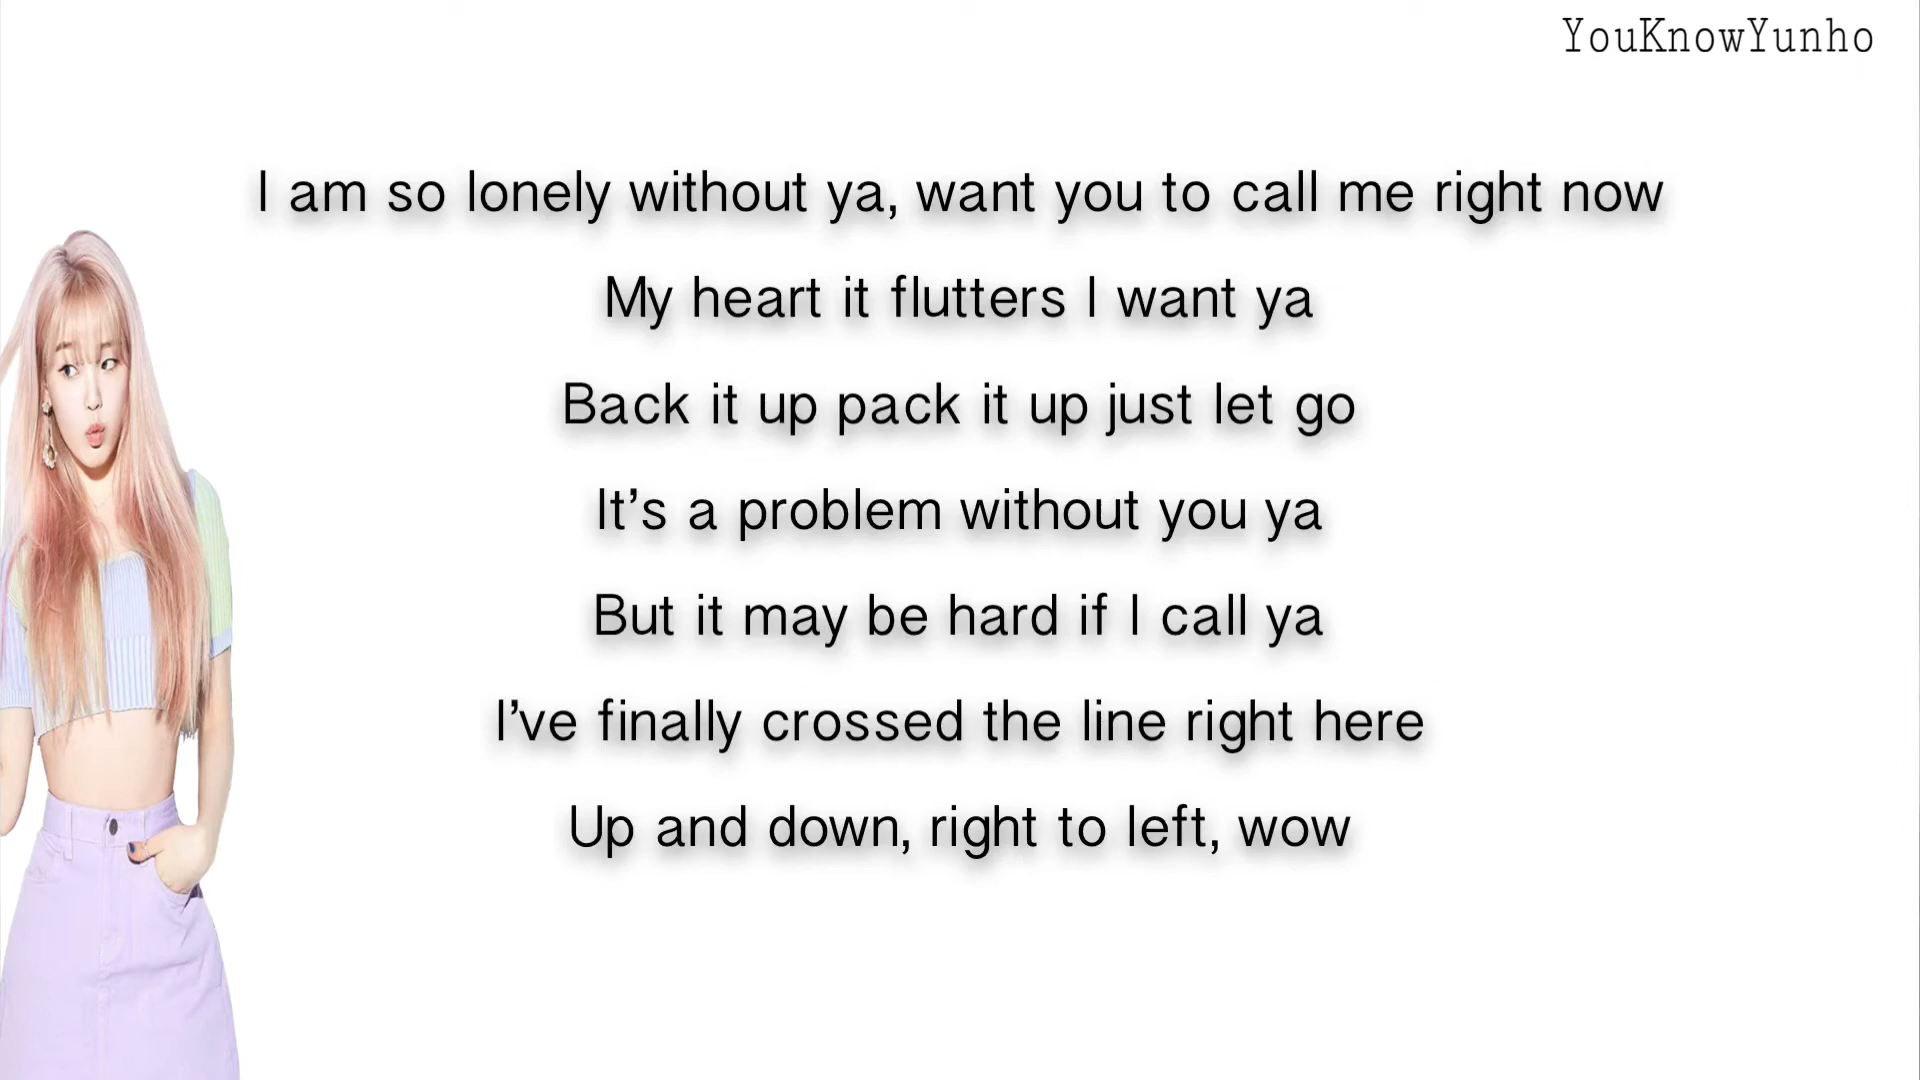 YouKnowYunho
I am so lonely without ya, want you to call me right now
My heart it flutters I want ya
Back it up pack it up just let go
It’s a problem without you ya
But it may be hard if I call ya
I’ve finally crossed the line right here
Up and down, right to left, wow